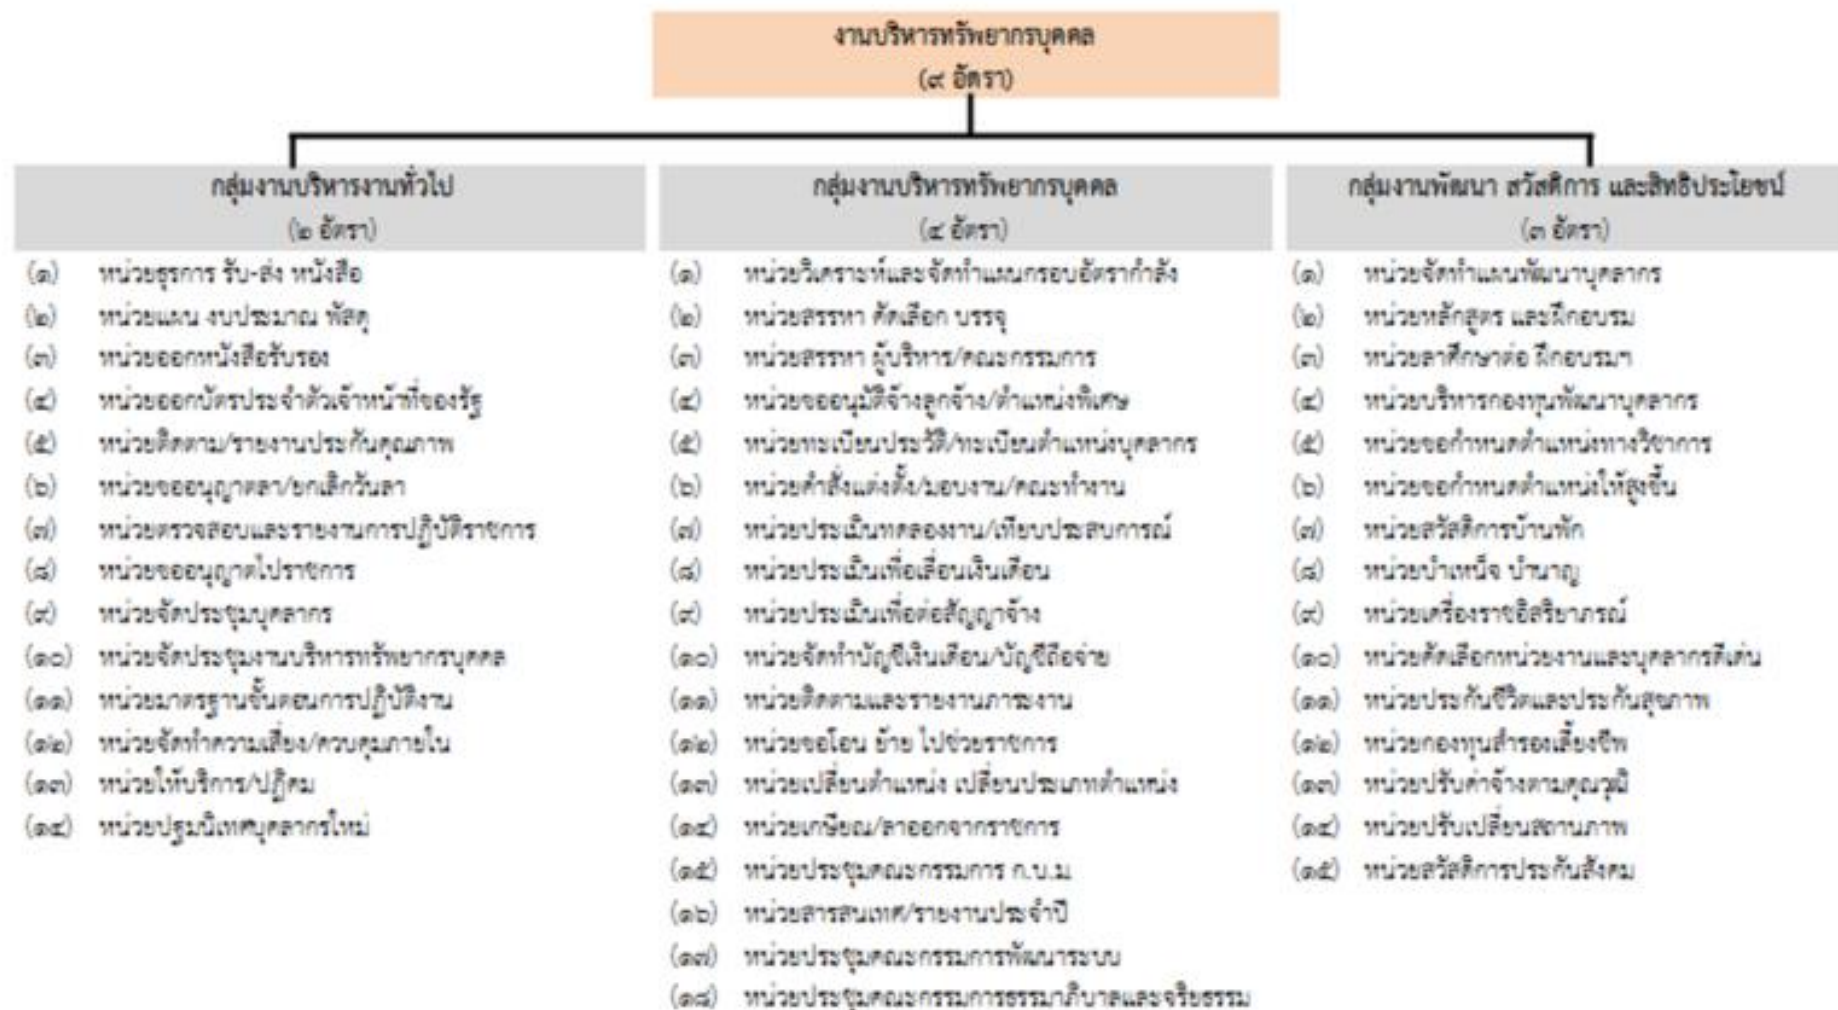 งานบริหารทรัพยากรบุคคล
(๙ อัตรา)
กลุ่มงานบริหารงานทั่วไป
(๒ อัตรา)
(๑) หน่วยธุรการ รับ-ส่ง หนังสือ
(๒) หน่วยแผน งบประมาณ พัสดุ
(๓) หน่วยออกหนังสือรับรอง
(๔) หน่วยออกบัตรประจำตัวเจ้าหน้าที่ของรัฐ
(๕) หน่วยติดตาม/รายงานประกันคุณภาพ
(๖) หน่วยขออนุญาตลา/ยกเลิกวันลา
(๗) หน่วยตรวจสอบและรายงานการปฏิบัติราชการ
(๘) หน่วยขออนุญาตไปราชการ
(๙) หน่วยจัดประชุมบุคลากร
(๑๐) หน่วยจัดประชุมงานบริหารทรัพยากรบุคคล
(๑๑) หน่วยมาตรฐานขั้นตอนการปฏิบัติงาน
(๑๒) หน่วยจัดทำความเสี่ยง/ควบคุมภายใน
(๑๓) หน่วยให้บริการ/ปฏิคม
(๑๔) หน่วยปฐมนิเทศบุคลากรใหม่
กลุ่มงานบริหารทรัพยากรบุคคล
(๔ อัตรา)
(๑) หน่วยวิเคราะห์และจัดทำแผนกรอบอัตรากำลัง
(๒) หน่วยสรรหา คัดเลือก บรรจุ
(๓) หน่วยสรรหา ผู้บริหาร/คณะกรรมการ
(๔) หน่วยขออนุมัติจ้างลูกจ้าง/ตำแหน่งพิเศษ
(๕) หน่วยทะเบียนประวัติ/ทะเบียนตำแหน่งบุคลากร
(๖) หน่วยคำสั่งแต่งตั้ง/มอบงาน/คณะทำงาน
(๗) หน่วยประเมินทดลองงาน/เทียบประสบการณ์
(๘) หน่วยประเมินเพื่อเลื่อนเงินเดือน
(๙) หน่วยประเมินเพื่อต่อสัญญาจ้าง
(๑๐) หน่วยจัดทำบัญชีเงินเดือน/บัญชีถือจ่าย
(๑๑) หน่วยติดตามและรายงานภาระงาน
(๑๒) หน่วยขอโอน ย้าย ไปช่วยราชการ
(๑๓) หน่วยเปลี่ยนตำแหน่ง เปลี่ยนประเภทตำแหน่ง
(๑๔) หน่วยเกษียณ/ลาออกจากราชการ
(๑๕) หน่วยประชุมคณะกรรมการ ก.บ.ม.
(๑๖) หน่วยสารสนเทศ/รายงานประจำปี
(๑๗) หน่วยประชุมคณะกรรมการพัฒนาระบบ
(๑๘) หน่วยประชุมคณะกรรมการธรรมาภิบาลและจริยธรรม
กลุ่มงานพัฒนา สวัสดิการ และสิทธิประโยชน์
(๓ อัตรา)
(๑) หน่วยจัดทำแผนพัฒนาบุคลากร
(๒) หน่วยหลักสูตร และฝึกอบรม
(๓) หน่วยลาศึกษาต่อ ฝึกอบรมฯ
(๔) หน่วยบริหารกองทุนพัฒนาบุคลากร
(๕) หน่วยขอกำหนดตำแหน่งทางวิชาการ
(๖) หน่วยขอกำหนดตำแหน่งให้สูงขึ้น
(๗) หน่วยสวัสดิการบ้านพัก
(๘) หน่วยบำเหน็จ บำนาญ
(๙) หน่วยเครื่องราชอิสริยาภรณ์
(๑๐) หน่วยคัดเลือกหน่วยงานและบุคลากรดีเด่น
(๑๑) หน่วยประกันชีวิตและประกันสุขภาพ
(๑๒) หน่วยกองทุนสำรองเลี้ยงชีพ
(๑๓) หน่วยปรับค่าจ้างตามคุณวุฒิ
(๑๔) หน่วยปรับเปลี่ยนสถานภาพ
(๑๕) หน่วยสวัสดิการประกันสังคม